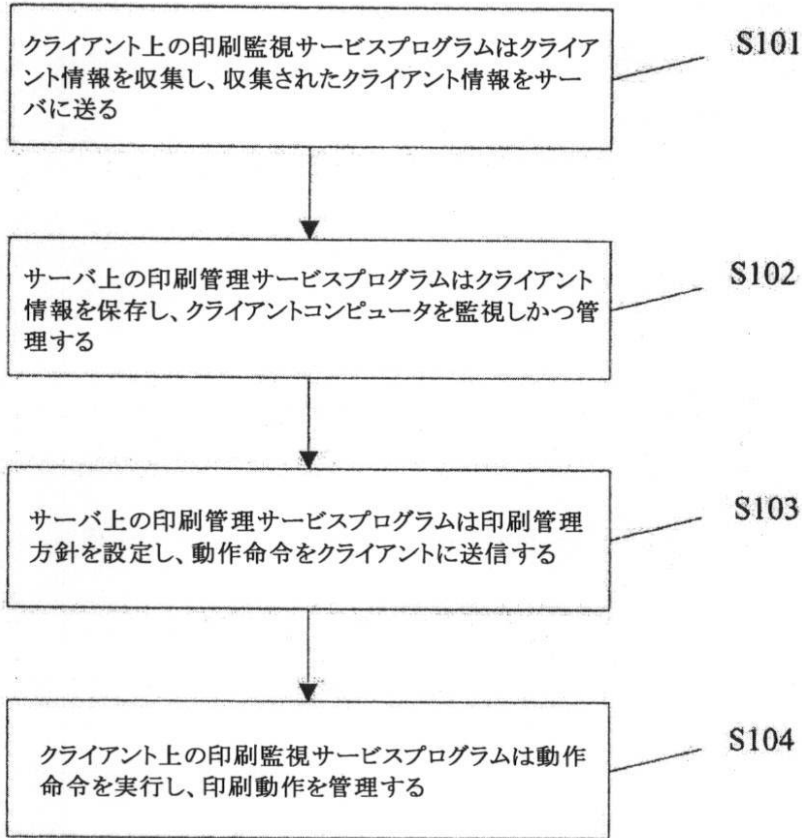 クライアント上の印刷監視サービスプログラムはクライア
ント情報を収集し、収集されたクライアント情報をサー
バに送る
S101
サーバ上の印刷管理サービスプログラムはクライアント
情報を保存し、クライアントコンピュータを監視しかつ管
理する
S102
サーバ上の印刷管理サービスプログラムは印刷管理
方針を設定し、動作命令をクライアントに送信する
S103
クライアント上の印刷監視サービスプログラムは動作
命令を実行し、印刷動作を管理する
S104